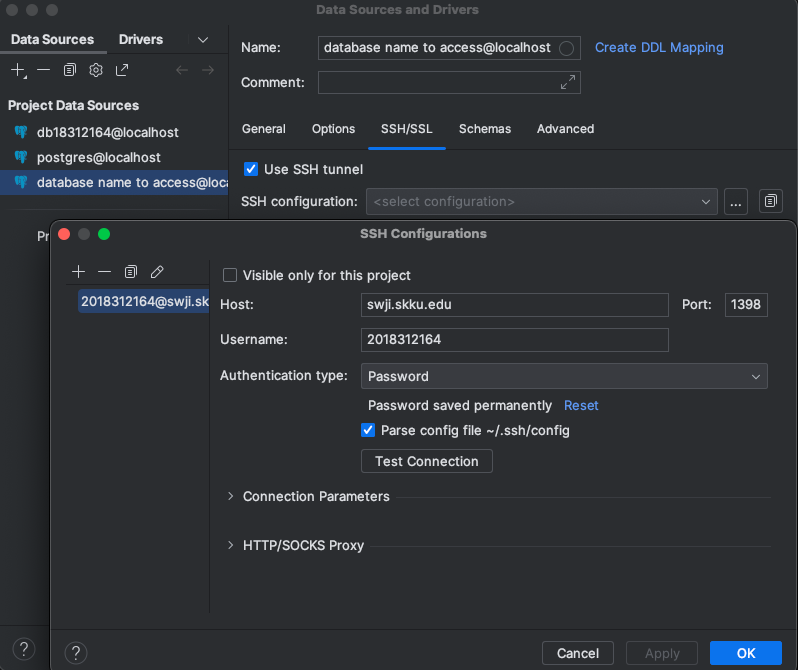 Data Sources and Drivers
Data Sources Drivers
Name: database name to access@localhost Create DDL Mapping
Comment:
Project Data Sources
db18312164@localhost
postgres@localhost
database name to access@loca
General Options SSH/SSL Schemas Advanced
Use SSH tunnel
SSH configuration: <select configuration> ...
Pr
SSH Configurations
2018312164@swji.sk
Visible only for this project
Host: swji.skku.edu Port: 1398
Username: 2018312164
Authentication type: Password
Password saved permanently Reset
Parse config file ~/.ssh/config
Test Connection
Connection Parameters
HTTP/SOCKS Proxy
? ? Cancel Apply OK